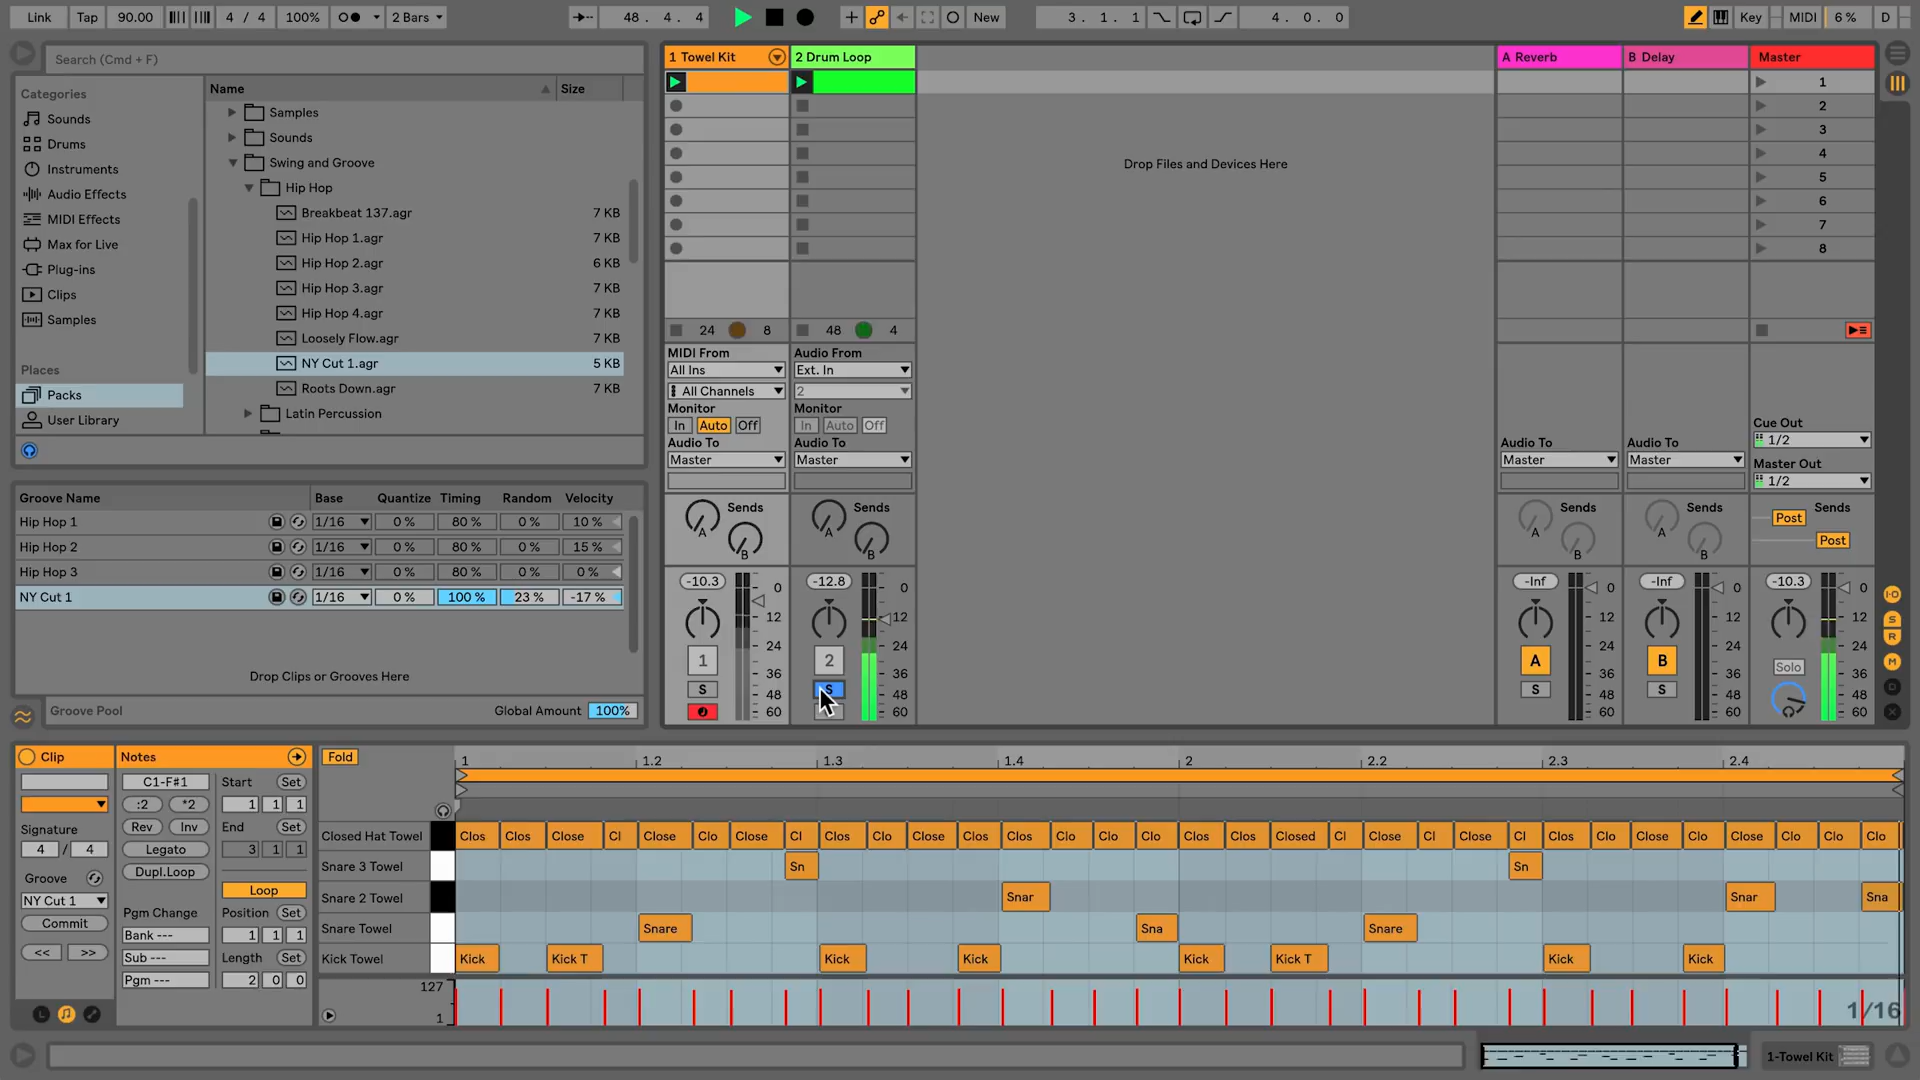 Link Tap 90.00 4 / 4 100% 2 Bars 48 . 4 . 4 New 3 . 1 . 1 4 . 0 . 0 Key MIDI 6 % D
Search (Cmd + F)
Categories
Sounds
Drums
Instruments
Audio Effects
MIDI Effects
Max for Live
Plug-ins
Clips
Samples
Places
Packs
User Library
Name Size
Samples
Sounds
Swing and Groove
Hip Hop
Breakbeat 137.agr 7 KB
Hip Hop 1.agr 7 KB
Hip Hop 2.agr 6 KB
Hip Hop 3.agr 7 KB
Hip Hop 4.agr 7 KB
Loosely Flow.agr 7 KB
NY Cut 1.agr 5 KB
Roots Down.agr 7 KB
Latin Percussion
Groove Name Base Quantize Timing Random Velocity
Hip Hop 1 1/16 0 % 80 % 0 % 10 %
Hip Hop 2 1/16 0 % 80 % 0 % 15 %
Hip Hop 3 1/16 0 % 80 % 0 % 0 %
NY Cut 1 1/16 0 % 100 % 23 % -17 %
Drop Clips or Grooves Here
Groove Pool Global Amount 100%
1 Towel Kit 2 Drum Loop A Reverb B Delay Master
1
2
3
4
5
6
7
8
Drop Files and Devices Here
24 8 48 4
MIDI From Audio From
All Ins Ext. In
All Channels 2
Monitor Monitor
In Auto Off In Auto Off
Audio To Audio To Audio To Audio To
Master Master Master Master
Cue Out
1/2
Master Out
1/2
Sends Sends Sends Sends Sends
A A A A Post
B B B B Post
-10.3 -12.8 -Inf -Inf -10.3
0 0 0 0 0
12 12 12 12 12
24 24 24 24 24
1 2 A B Solo
36 36 36 36 36
S S S S
48 48 48 48 48
60 60 60 60 60
I·O
S
R
M
D
X
Clip Notes Fold
C1-F#1 Start Set
:2 *2 1 1 1
Signature Rev Inv End Set
4 / 4 Legato 3 1 1
Groove Dupl.Loop Loop
NY Cut 1 Pgm Change Position Set
Commit Bank --- 1 1 1
<< >> Sub --- Length Set
Pgm --- 2 0 0
L
1 1.2 1.3 1.4 2 2.2 2.3 2.4
Closed Hat Towel Clos Clos Close Cl Close Clo Close Cl Clos Clo Close Clos Clos Clo Clo Clo Clos Clos Closed Cl Close Cl Close Cl Clos Clo Close Clo Close Clo Clo Clo
Snare 3 Towel Sn Sn
Snare 2 Towel Snar Snar Sna
Snare Towel Snare Sna Snare
Kick Towel Kick Kick T Kick Kick Kick Kick T Kick Kick
127
1
1/16
1-Towel Kit